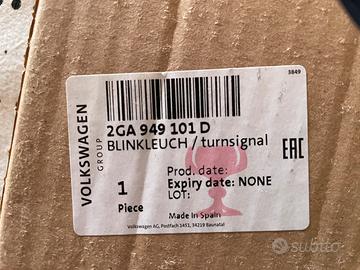 3849
VOLKSWAGEN
GROUP
2GA 949 101 D
BLINKLEUCH / turnsignal
EAC
Prod. date:
1
Expiry date: NONE
Piece
LOT:
Made in Spain
Volkswagen AG, Postfach 1451, 34219 Baunatal
subito